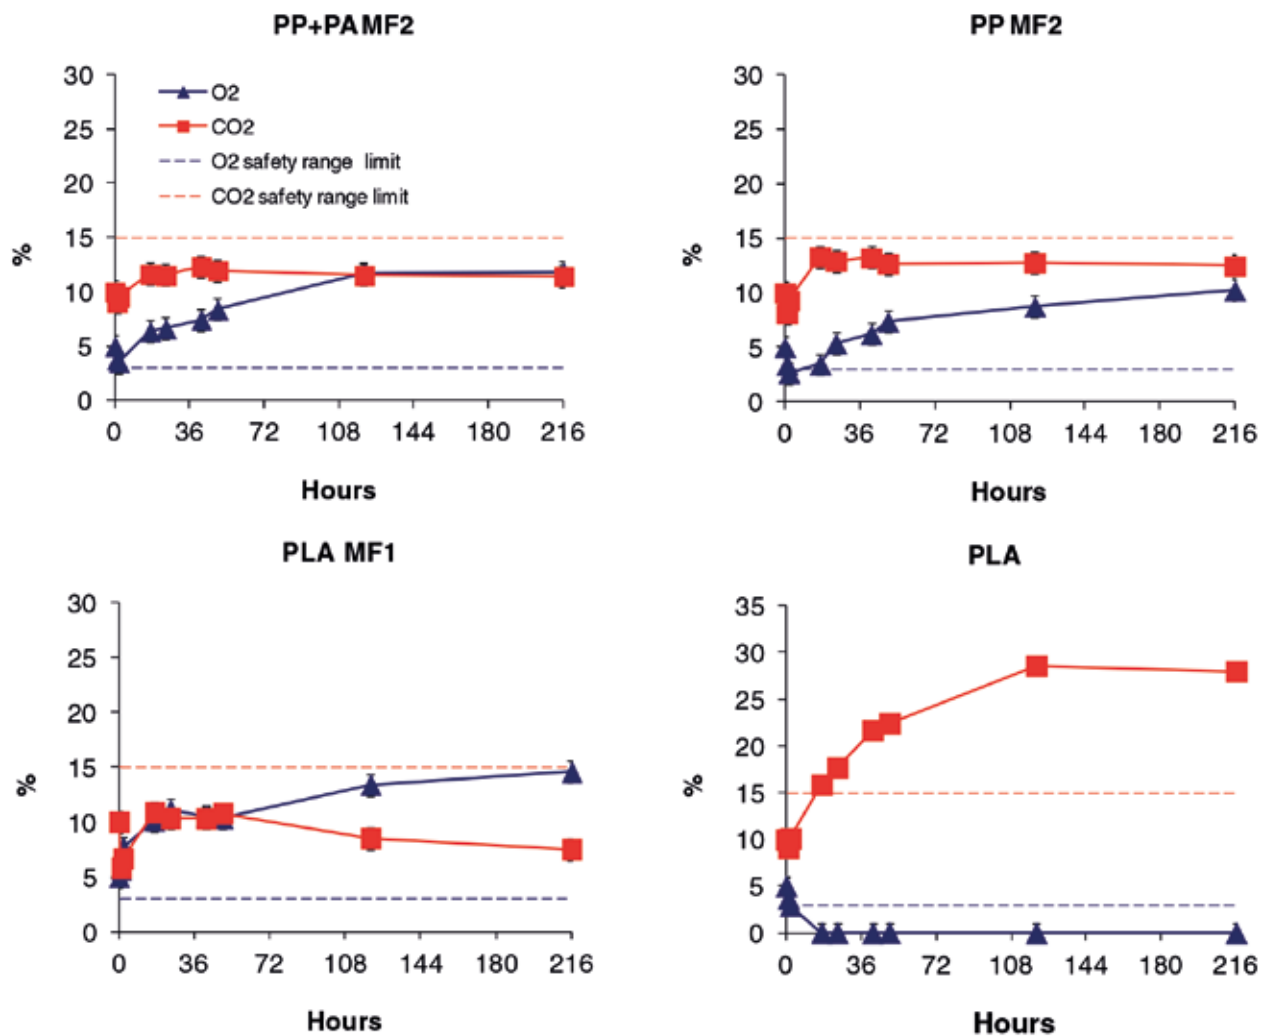 PP+PA MF2
30
25
20
15
10
5
0
%
O2
CO2
O2 safety range limit
CO2 safety range limit
0 36 72 108 144 180 216
Hours
PP MF2
30
25
20
15
10
5
0
%
0 36 72 108 144 180 216
Hours
PLA MF1
30
25
20
15
10
5
0
%
0 36 72 108 144 180 216
Hours
PLA
35
30
25
20
15
10
5
0
%
0 36 72 108 144 180 216
Hours